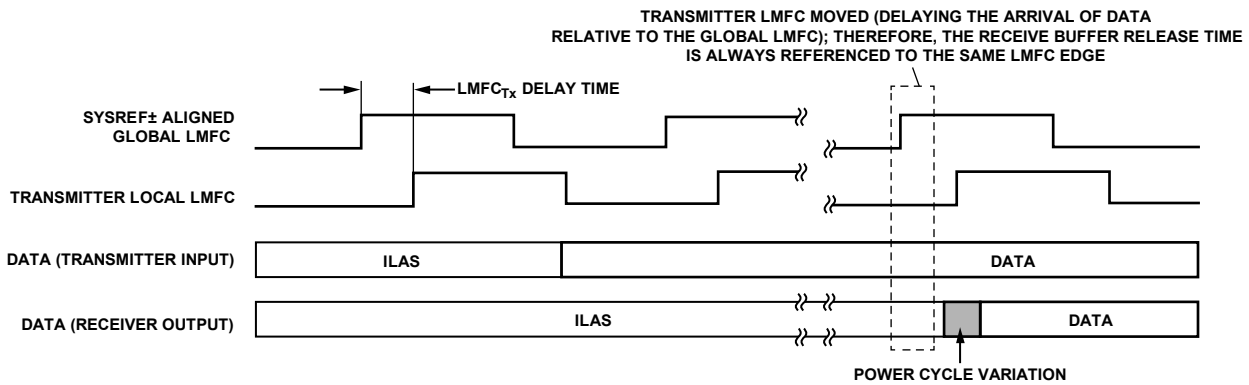 TRANSMITTER LMFC MOVED (DELAYING THE ARRIVAL OF DATA
RELATIVE TO THE GLOBAL LMFC); THEREFORE, THE RECEIVE BUFFER RELEASE TIME
IS ALWAYS REFERENCED TO THE SAME LMFC EDGE
LMFCTx DELAY TIME
SYSREF± ALIGNED
GLOBAL LMFC
TRANSMITTER LOCAL LMFC
DATA (TRANSMITTER INPUT)
ILAS
DATA
DATA (RECEIVER OUTPUT)
ILAS
DATA
POWER CYCLE VARIATION